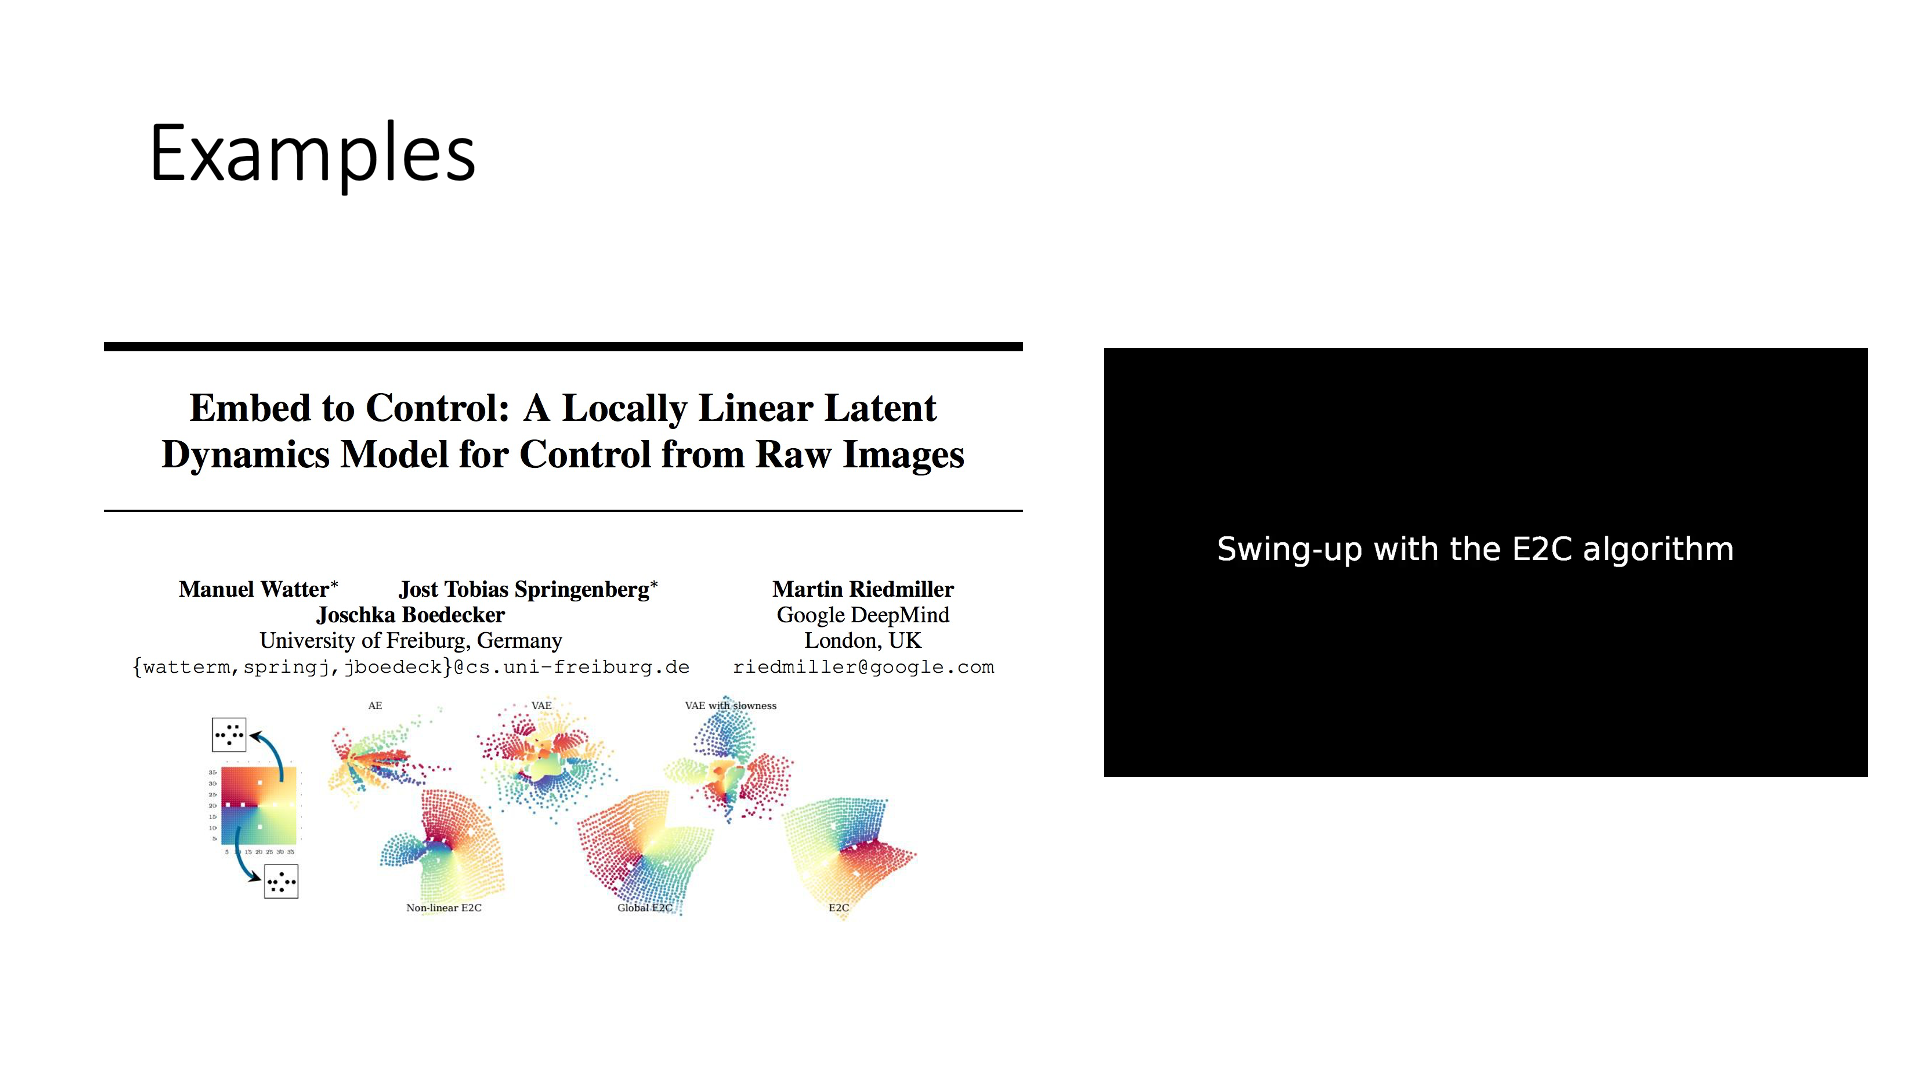 Examples
Embed to Control: A Locally Linear Latent
Dynamics Model for Control from Raw Images
Manuel Watter* Jost Tobias Springenberg* Martin Riedmiller
Joschka Boedecker Google DeepMind
University of Freiburg, Germany London, UK
{watterm,springj,jboedeck}@cs.uni-freiburg.de riedmiller@google.com
AE VAE VAE with slowness
35
30
25
20
15
10
5
5 15 20 25 30 35
Non-linear E2C Global E2C E2C
Swing-up with the E2C algorithm